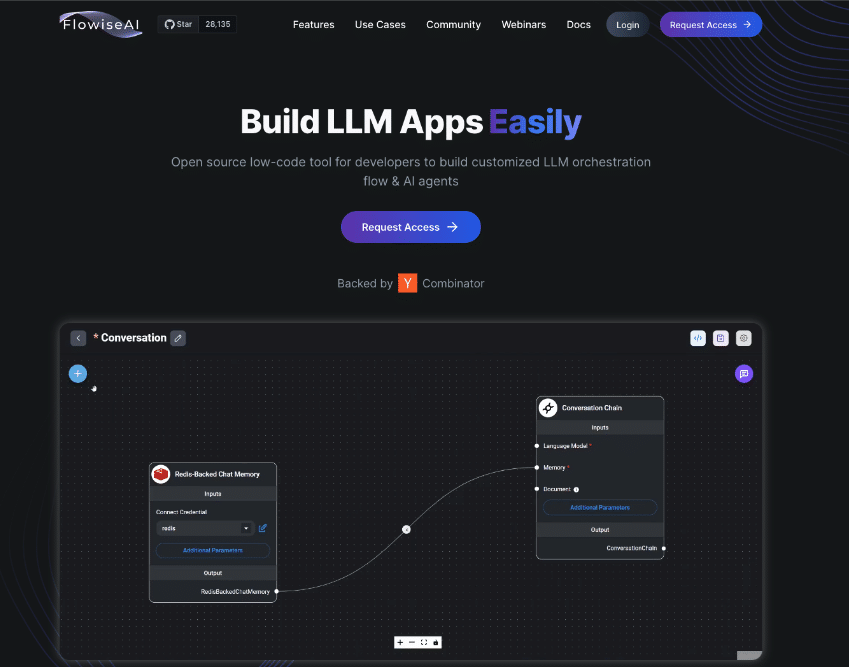 FlowiseAI
Star 28,135
Features Use Cases Community Webinars Docs Login Request Access →
Build LLM Apps Easily
Open source low-code tool for developers to build customized LLM orchestration
flow & AI agents
Request Access →
Backed by Y Combinator
* Conversation
Conversation Chain
Inputs
Language Model *
Memory *
Document
Additional Parameters
Output
ConversationChain
Redis-Backed Chat Memory
Inputs
Connect Credential
redis
Additional Parameters
Output
RedisBackedChatMemory